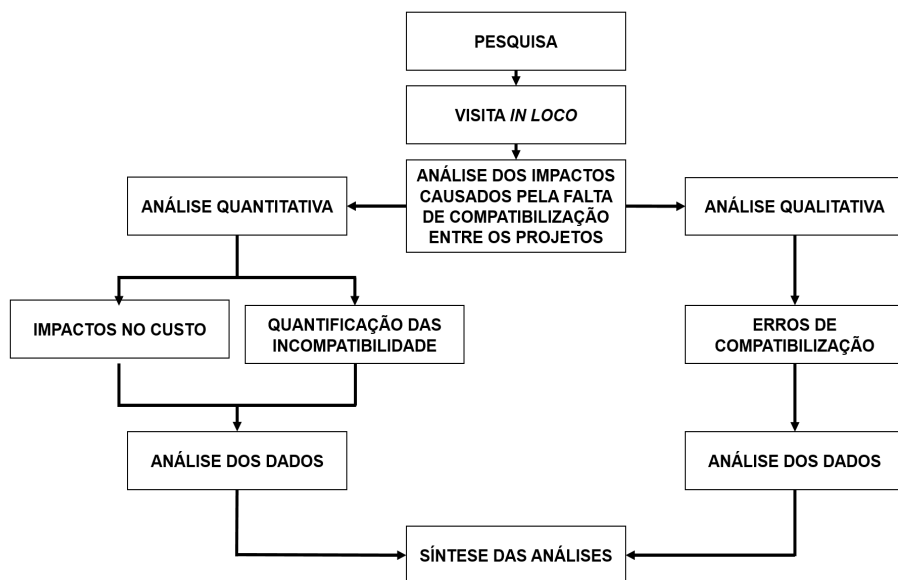 PESQUISA
VISITA IN LOCO
ANÁLISE DOS IMPACTOS
CAUSADOS PELA FALTA
DE COMPATIBILIZAÇÃO
ENTRE OS PROJETOS
ANÁLISE QUANTITATIVA
ANÁLISE QUALITATIVA
IMPACTOS NO CUSTO
QUANTIFICAÇÃO DAS
INCOMPATIBILIDADE
ERROS DE
COMPATIBILIZAÇÃO
ANÁLISE DOS DADOS
ANÁLISE DOS DADOS
SÍNTESE DAS ANÁLISES